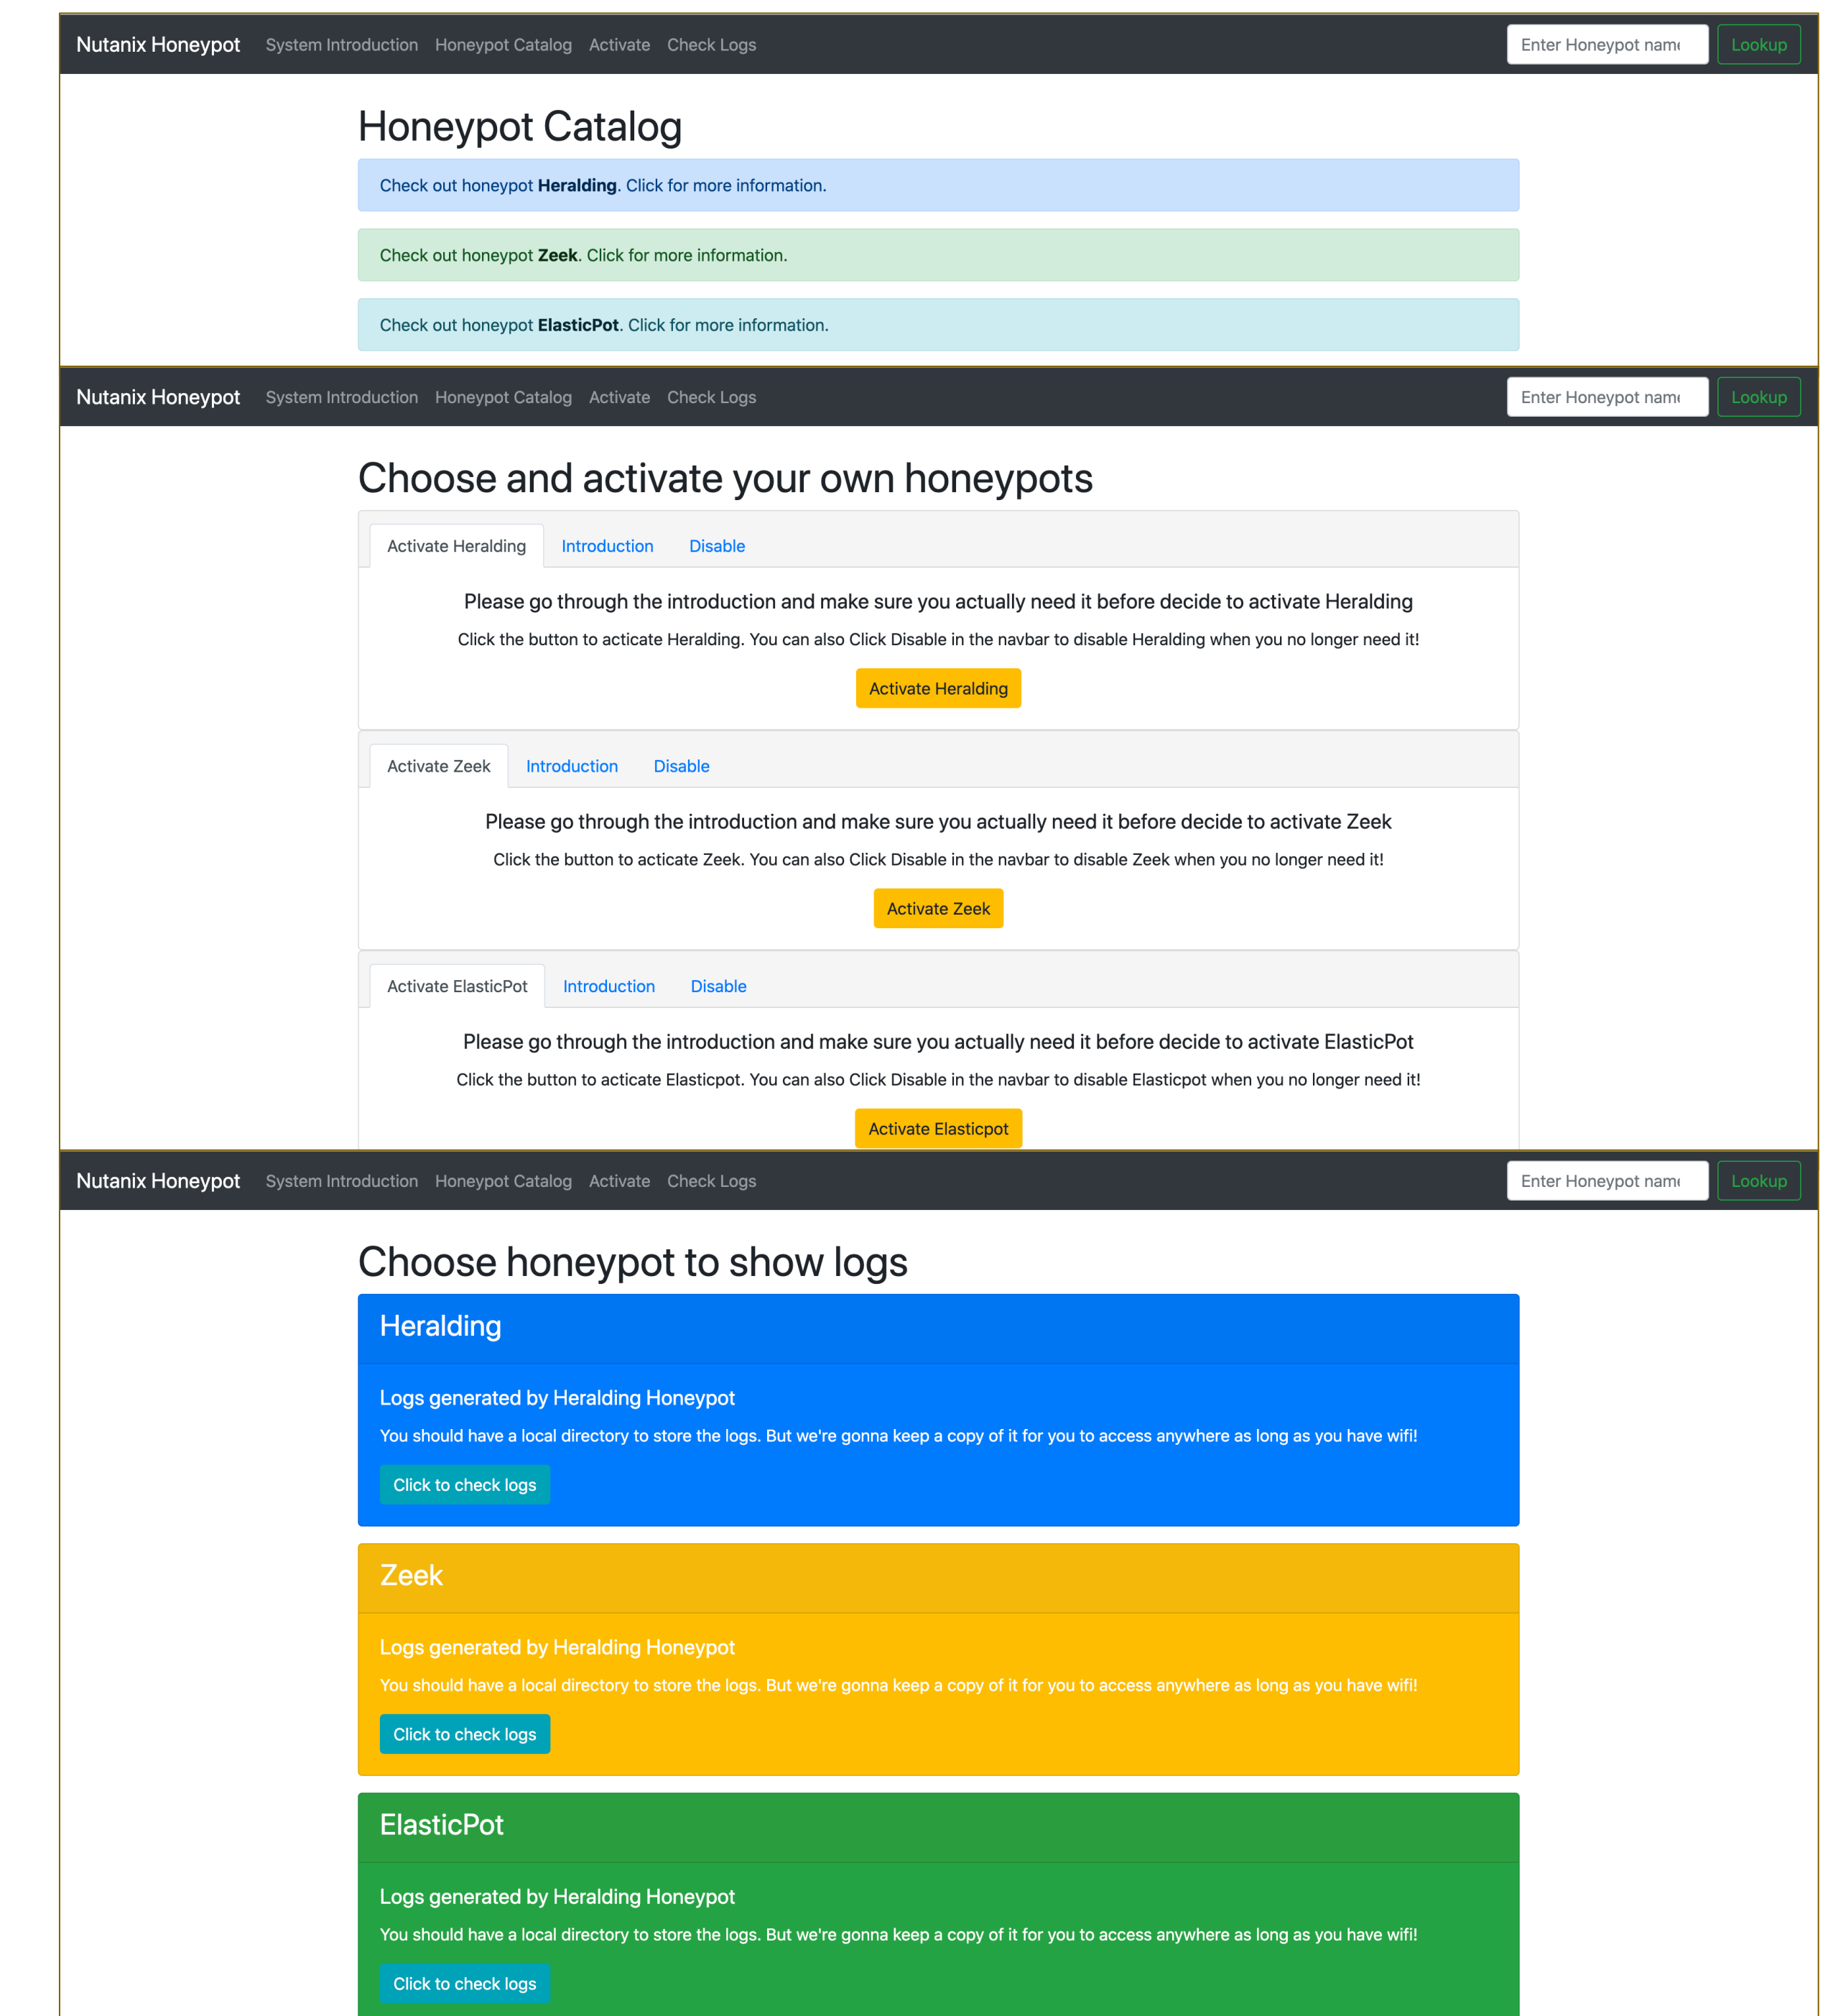 Nutanix Honeypot System Introduction Honeypot Catalog Activate Check Logs Enter Honeypot name Lookup
Honeypot Catalog
Check out honeypot Heralding. Click for more information.
Check out honeypot Zeek. Click for more information.
Check out honeypot ElasticPot. Click for more information.
Nutanix Honeypot System Introduction Honeypot Catalog Activate Check Logs Enter Honeypot name Lookup
Choose and activate your own honeypots
Activate Heralding Introduction Disable
Please go through the introduction and make sure you actually need it before decide to activate Heralding
Click the button to acticate Heralding. You can also Click Disable in the navbar to disable Heralding when you no longer need it!
Activate Heralding
Activate Zeek Introduction Disable
Please go through the introduction and make sure you actually need it before decide to activate Zeek
Click the button to acticate Zeek. You can also Click Disable in the navbar to disable Zeek when you no longer need it!
Activate Zeek
Activate ElasticPot Introduction Disable
Please go through the introduction and make sure you actually need it before decide to activate ElasticPot
Click the button to acticate Elasticpot. You can also Click Disable in the navbar to disable Elasticpot when you no longer need it!
Activate Elasticpot
Nutanix Honeypot System Introduction Honeypot Catalog Activate Check Logs Enter Honeypot name Lookup
Choose honeypot to show logs
Heralding
Logs generated by Heralding Honeypot
You should have a local directory to store the logs. But we're gonna keep a copy of it for you to access anywhere as long as you have wifi!
Click to check logs
Zeek
Logs generated by Heralding Honeypot
You should have a local directory to store the logs. But we're gonna keep a copy of it for you to access anywhere as long as you have wifi!
Click to check logs
ElasticPot
Logs generated by Heralding Honeypot
You should have a local directory to store the logs. But we're gonna keep a copy of it for you to access anywhere as long as you have wifi!
Click to check logs